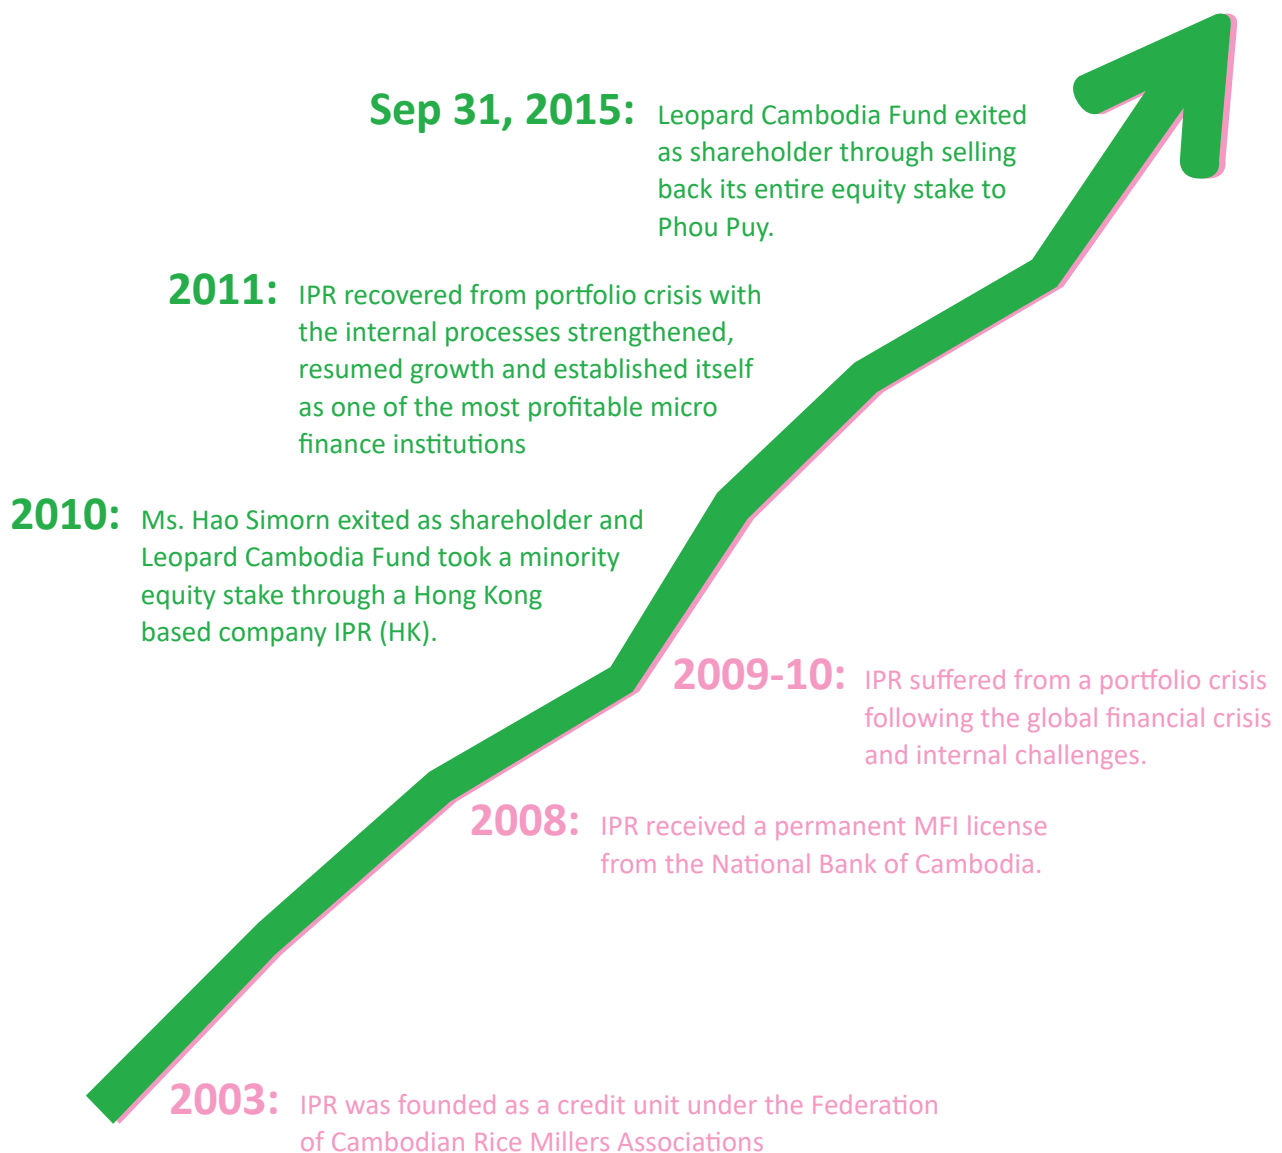 Sep 31, 2015: Leopard Cambodia Fund exited
as shareholder through selling
back its entire equity stake to
Phou Puy.
2011: IPR recovered from portfolio crisis with
the internal processes strengthened,
resumed growth and established itself
as one of the most profitable micro
finance institutions
2010: Ms. Hao Simorn exited as shareholder and
Leopard Cambodia Fund took a minority
equity stake through a Hong Kong
based company IPR (HK).
2009-10: IPR suffered from a portfolio crisis
following the global financial crisis
and internal challenges.
2008: IPR received a permanent MFI license
from the National Bank of Cambodia.
2003: IPR was founded as a credit unit under the Federation
of Cambodian Rice Millers Associations